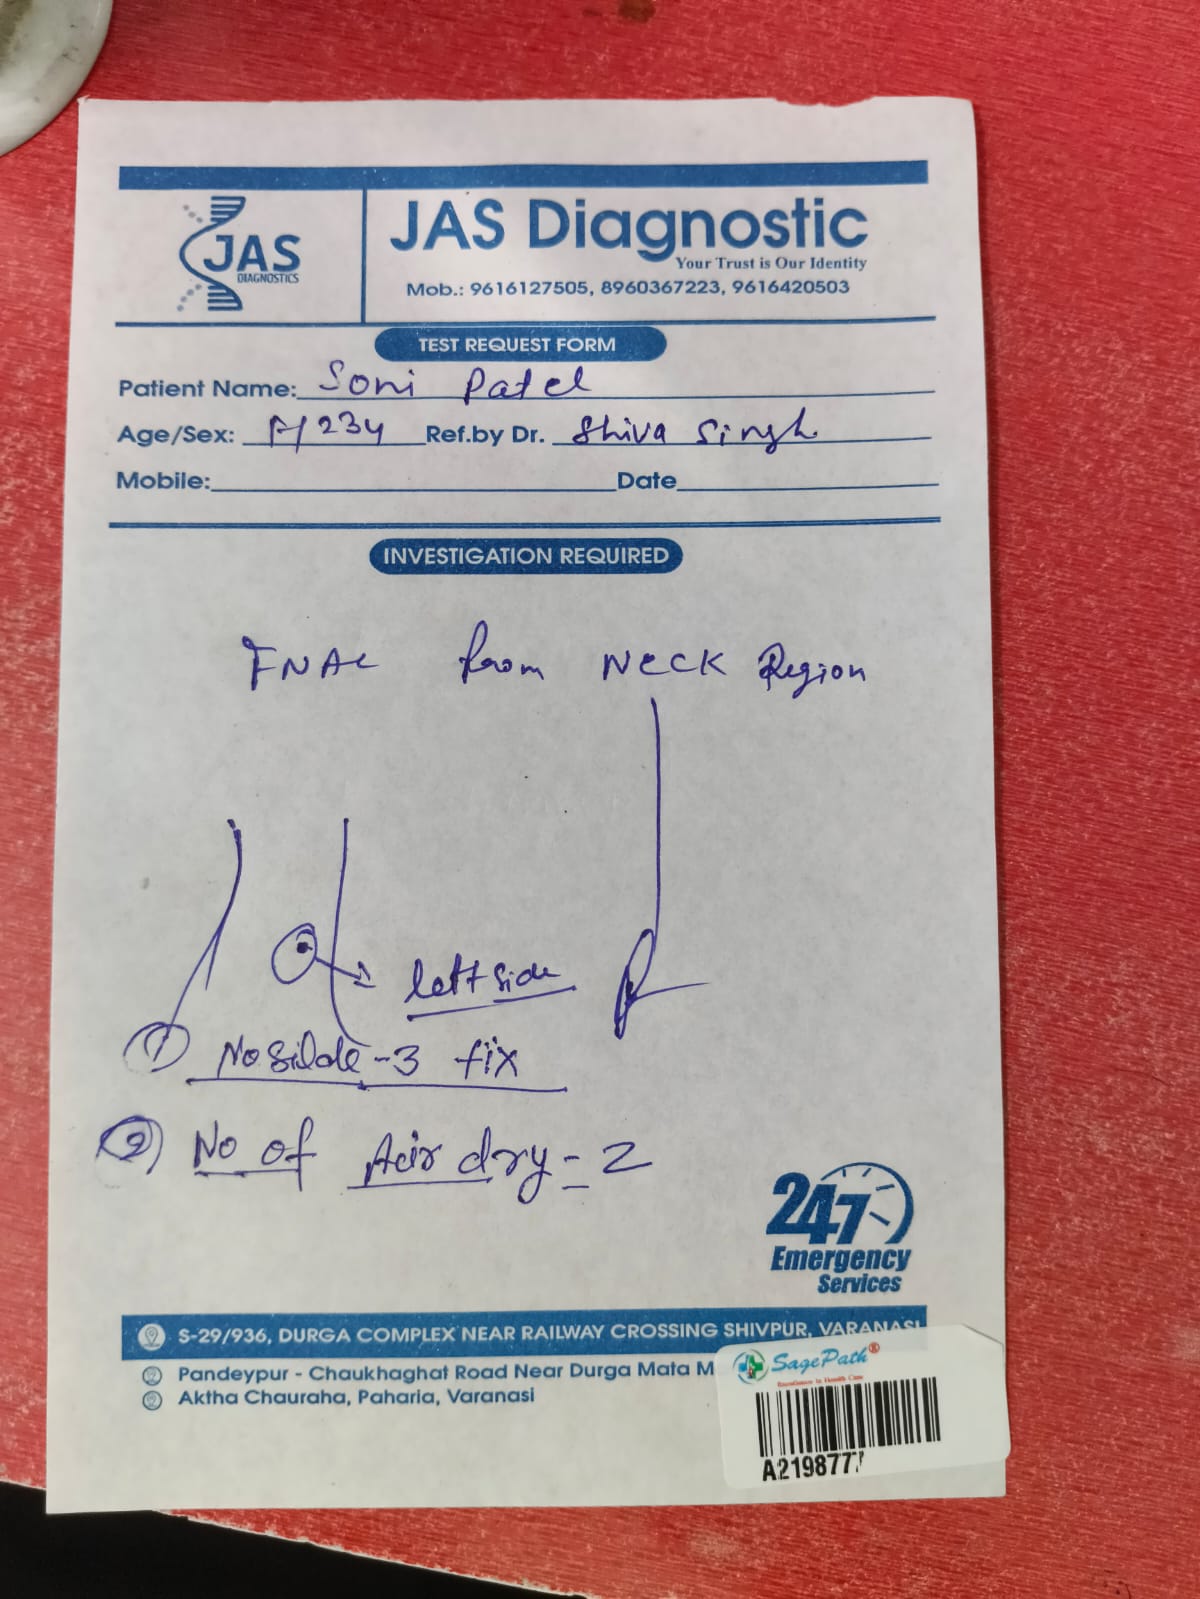 JAS
DIAGNOSTICS
JAS Diagnostic
Your Trust is Our Identity
Mob.: 9616127505, 8960367223, 9616420503
TEST REQUEST FORM
Patient Name: Soni Patel
Age/Sex: F/23y Ref.by Dr. Shiva Singh
Mobile: Date
INVESTIGATION REQUIRED
FNAC from NECK Region
left side
① No Silde - 3 fix
② No of Air dry = 2
247
Emergency
Services
S-29/936, DURGA COMPLEX NEAR RAILWAY CROSSING SHIVPUR, VARANASI
Pandeypur - Chaukhaghat Road Near Durga Mata M
Aktha Chauraha, Paharia, Varanasi
SagePath®
A2198777